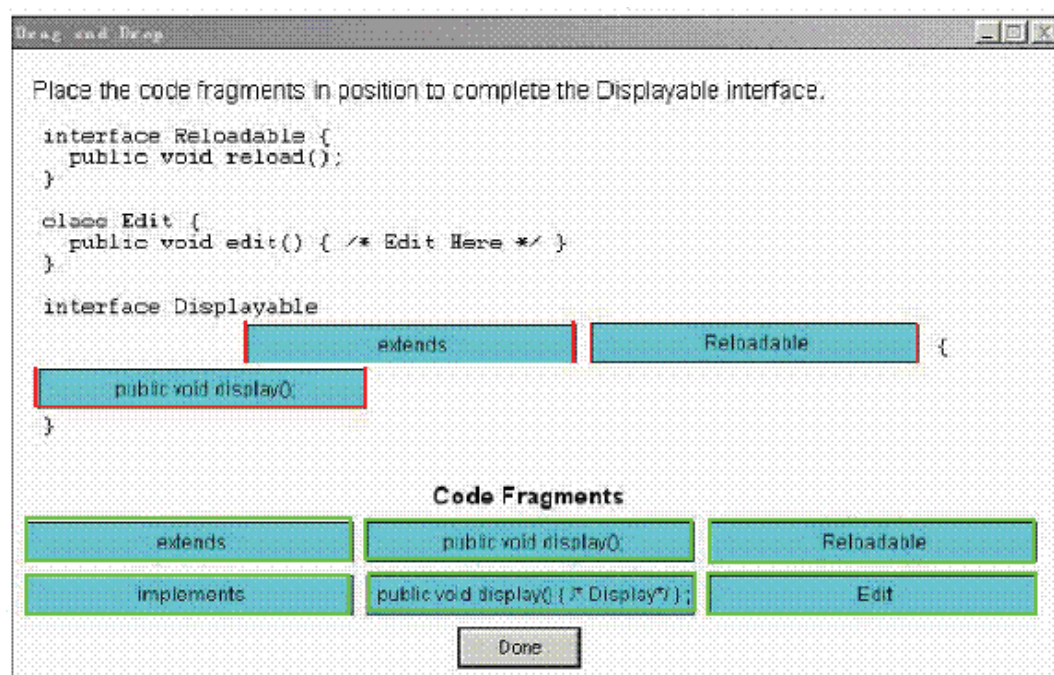 Drag and Drop
Place the code fragments in position to complete the Displayable interface.
interface Reloadable {
public void reload();
}
class Edit {
public void edit() { /* Edit Here */ }
}
interface Displayable
extends Reloadable {
public void display();
}
Code Fragments
extends public void display(); Reloadable
implements public void display() { /* Display*/ } ; Edit
Done